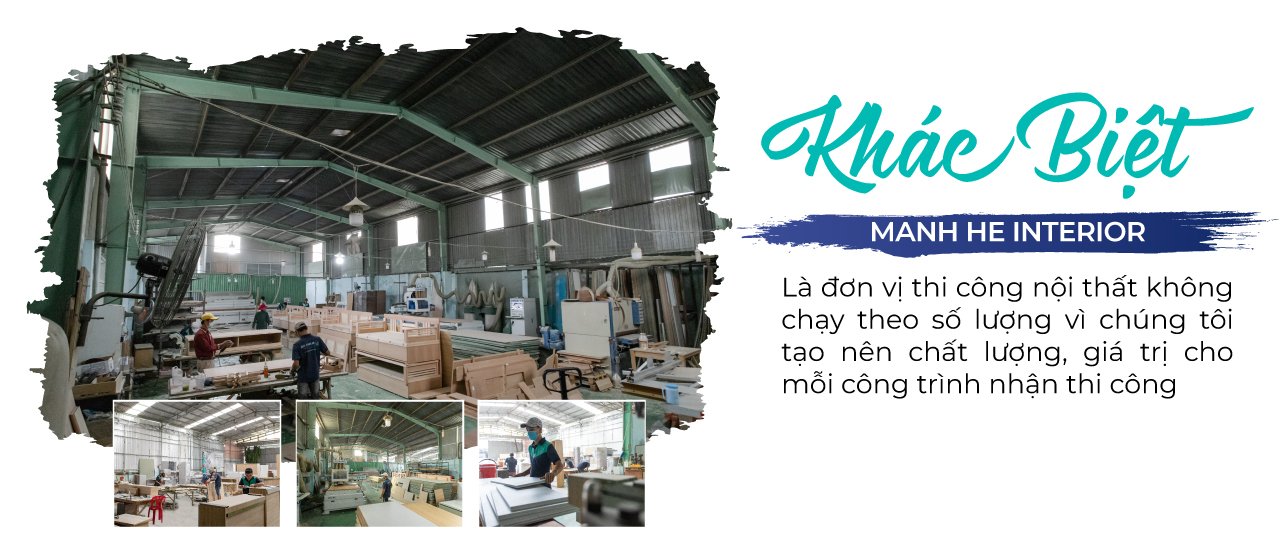 Khác Biệt
MANH HE INTERIOR
Là đơn vị thi công nội thất không
chạy theo số lượng vì chúng tôi
tạo nên chất lượng, giá trị cho
mỗi công trình nhận thi công